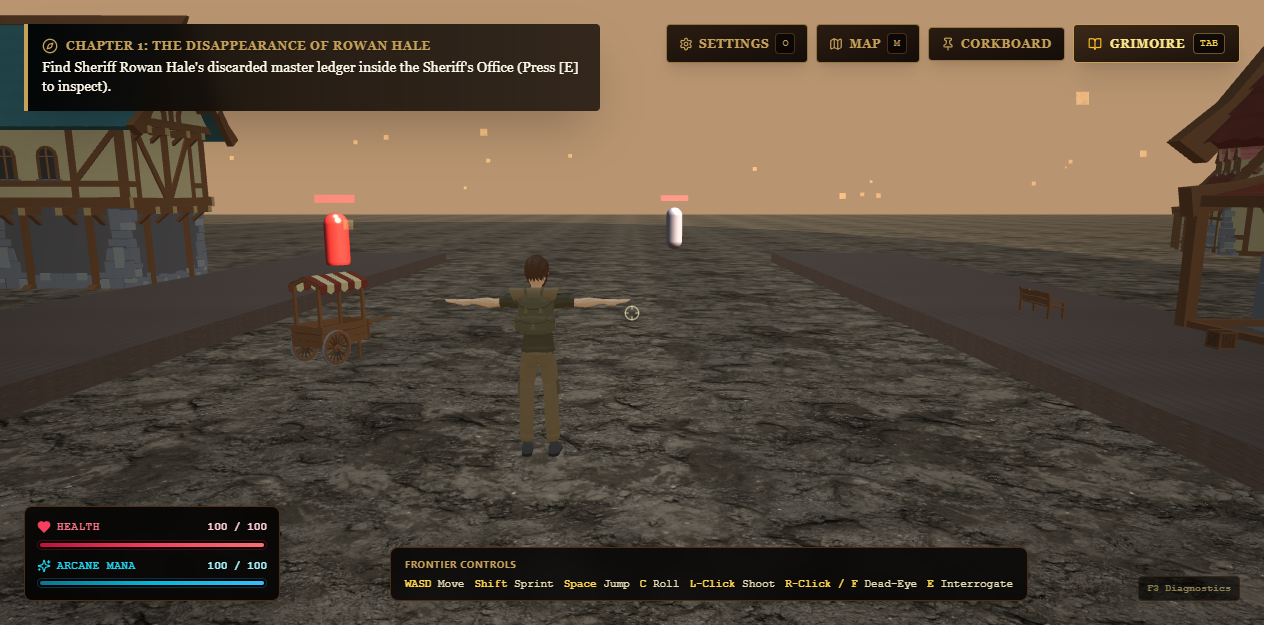 CHAPTER 1: THE DISAPPEARANCE OF ROWAN HALE
Find Sheriff Rowan Hale's discarded master ledger inside the Sheriff's Office (Press [E]
to inspect).
SETTINGS O
MAP M
CORKBOARD
GRIMOIRE TAB
HEALTH 100 / 100
ARCANE MANA 100 / 100
FRONTIER CONTROLS
WASD Move Shift Sprint Space Jump C Roll L-Click Shoot R-Click / F Dead-Eye E Interrogate
F3 Diagnostics